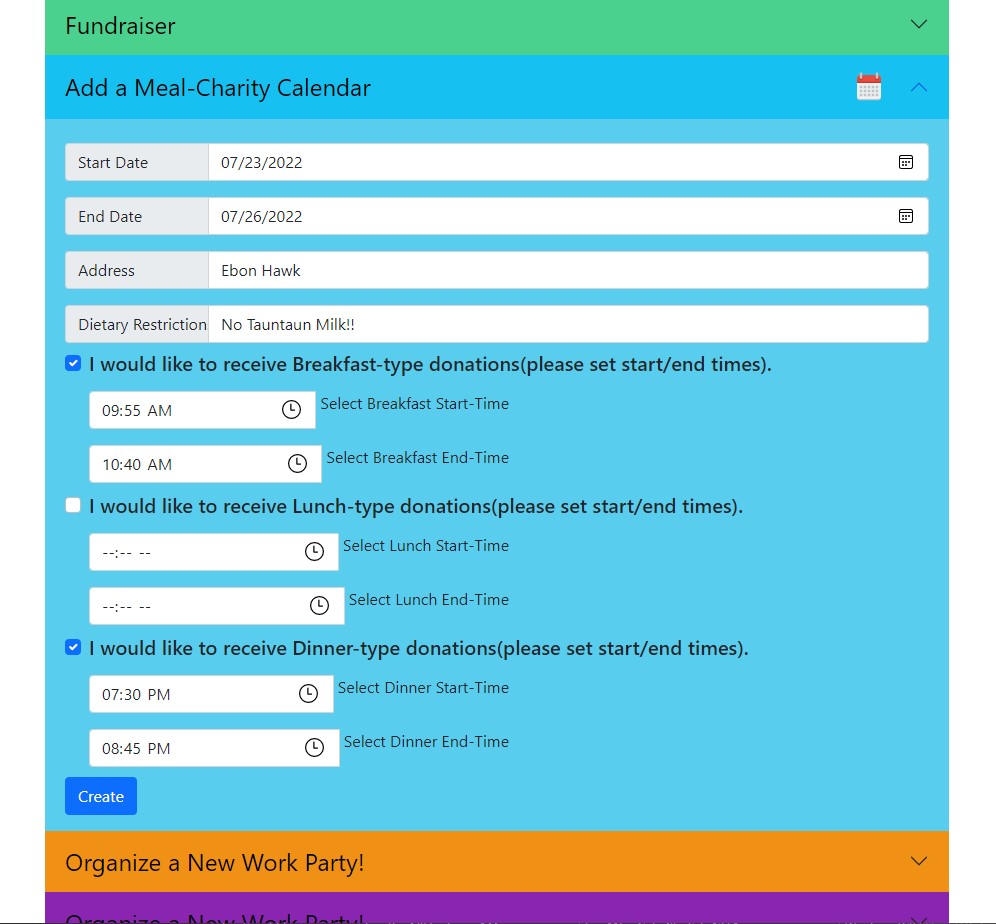 Fundraiser
Add a Meal-Charity Calendar
Start Date 07/23/2022
End Date 07/26/2022
Address Ebon Hawk
Dietary Restriction No Tauntaun Milk!!
I would like to receive Breakfast-type donations(please set start/end times).
09:55 AM Select Breakfast Start-Time
10:40 AM Select Breakfast End-Time
I would like to receive Lunch-type donations(please set start/end times).
--:-- -- Select Lunch Start-Time
--:-- -- Select Lunch End-Time
I would like to receive Dinner-type donations(please set start/end times).
07:30 PM Select Dinner Start-Time
08:45 PM Select Dinner End-Time
Create
Organize a New Work Party!
Organize a New Work Party!